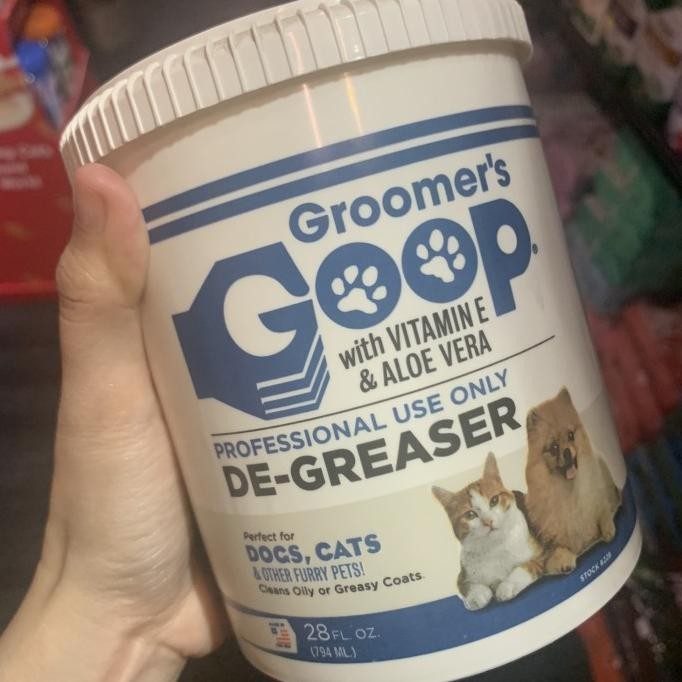 Groomer's
Goop®
with VITAMIN E
& ALOE VERA
PROFESSIONAL USE ONLY
DE-GREASER
Perfect for
DOGS, CATS
& OTHER FURRY PETS!
Cleans Oily or Greasy Coats.
28 FL. OZ.
(794 ML.)